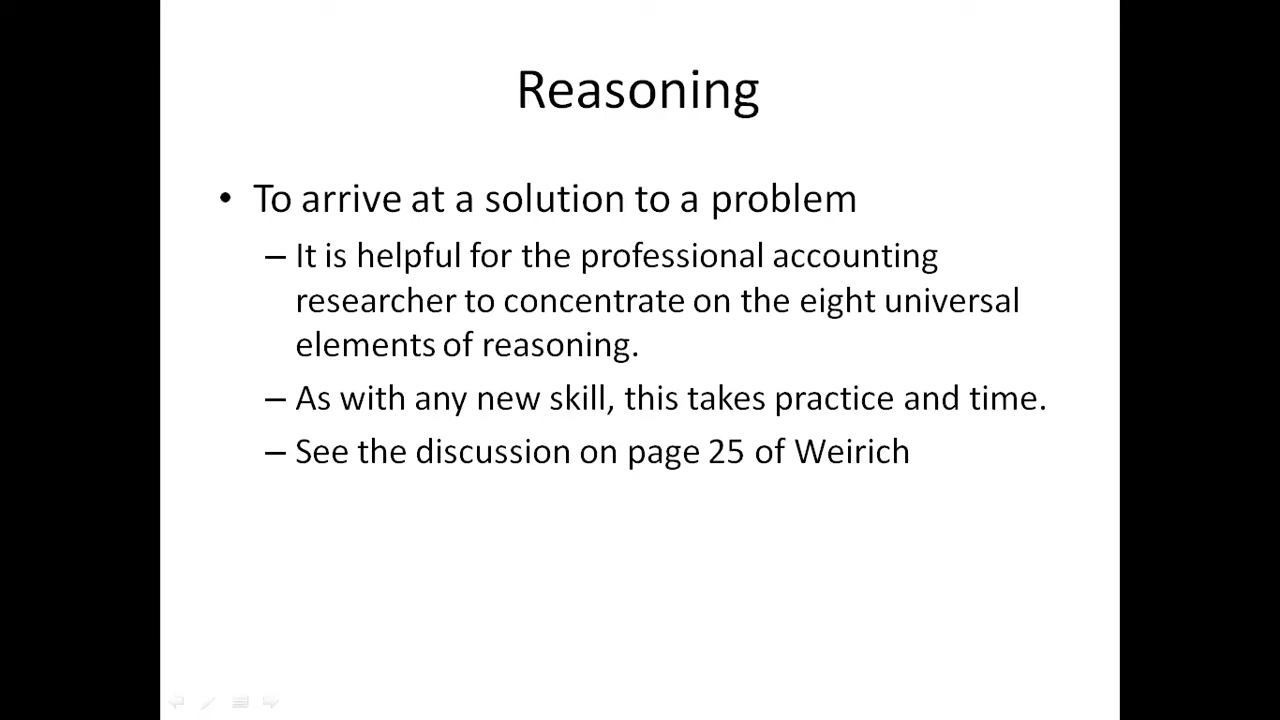 Reasoning
• To arrive at a solution to a problem
– It is helpful for the professional accounting
researcher to concentrate on the eight universal
elements of reasoning.
– As with any new skill, this takes practice and time.
– See the discussion on page 25 of Weirich